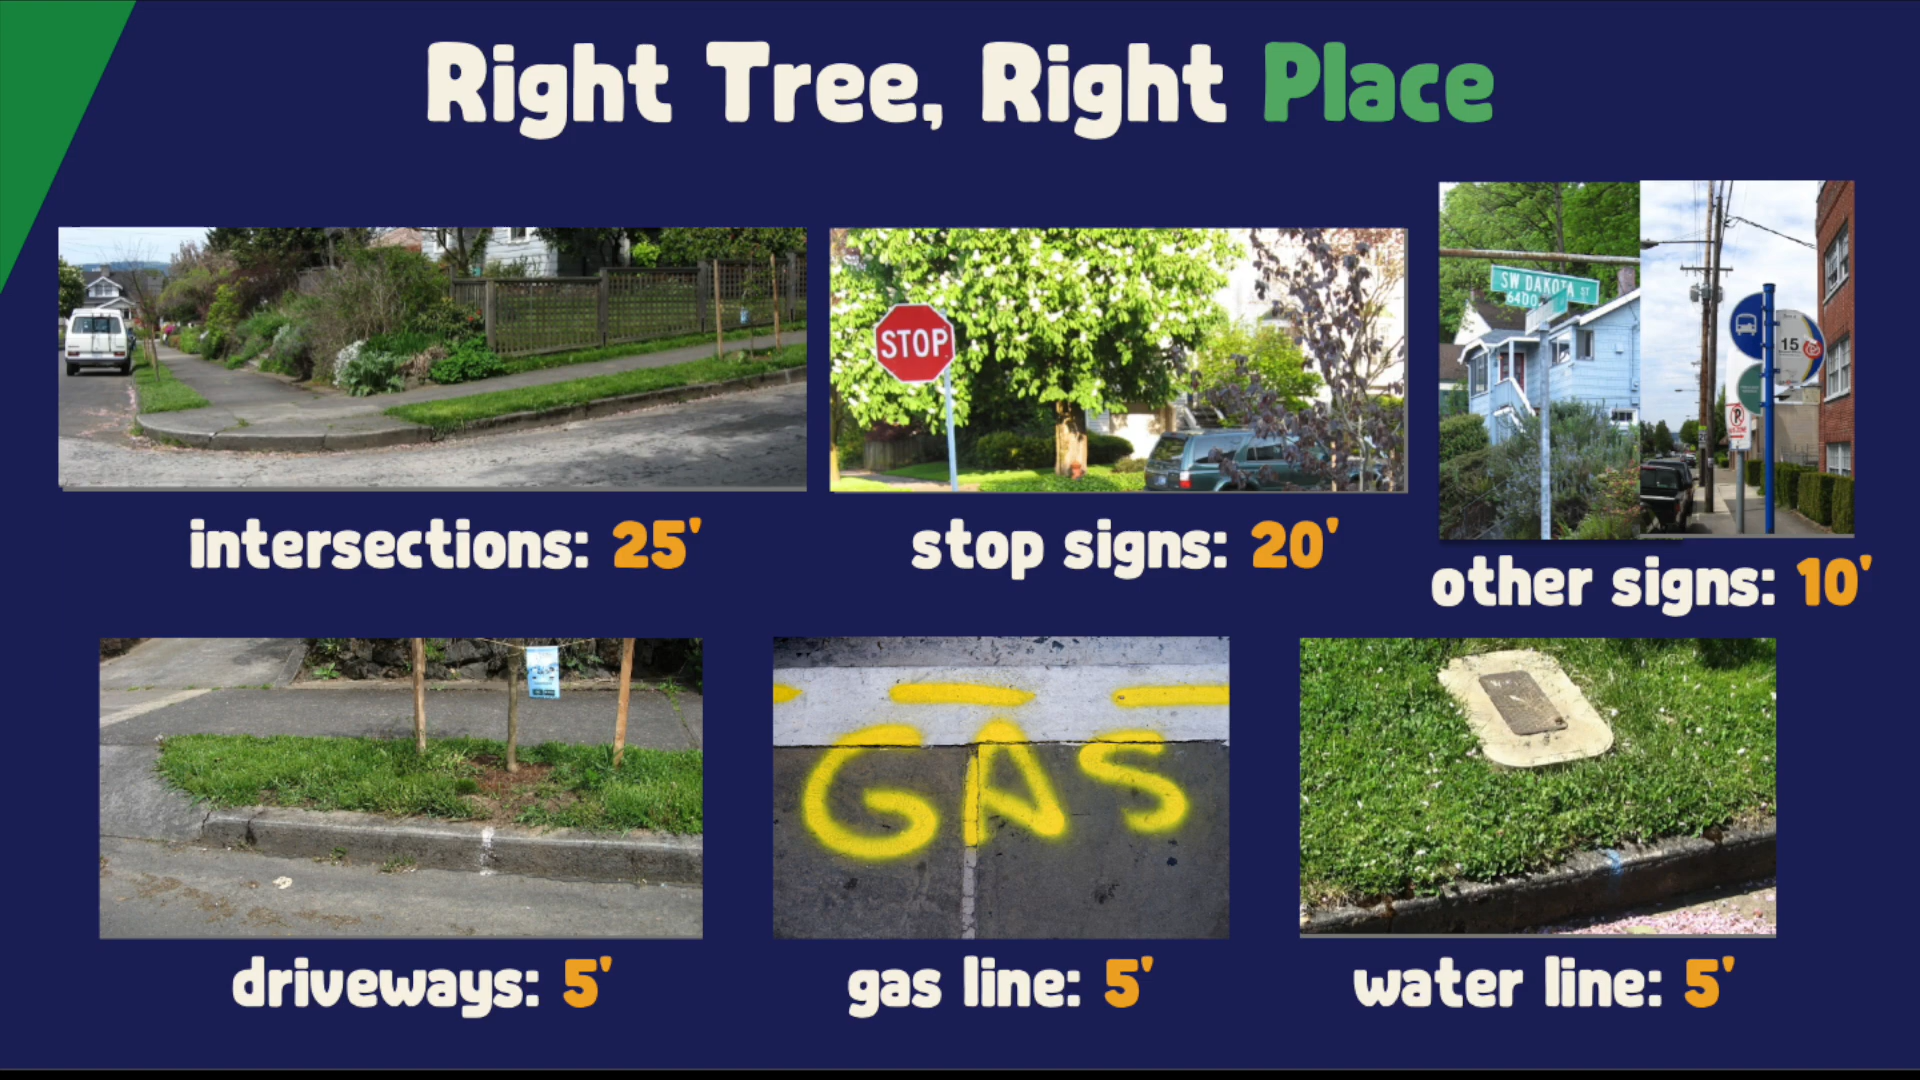 Right Tree, Right Place
intersections: 25'
stop signs: 20'
other signs: 10'
STOP
SW DAKOTA ST
6400
15
P
driveways: 5'
gas line: 5'
water line: 5'
GAS